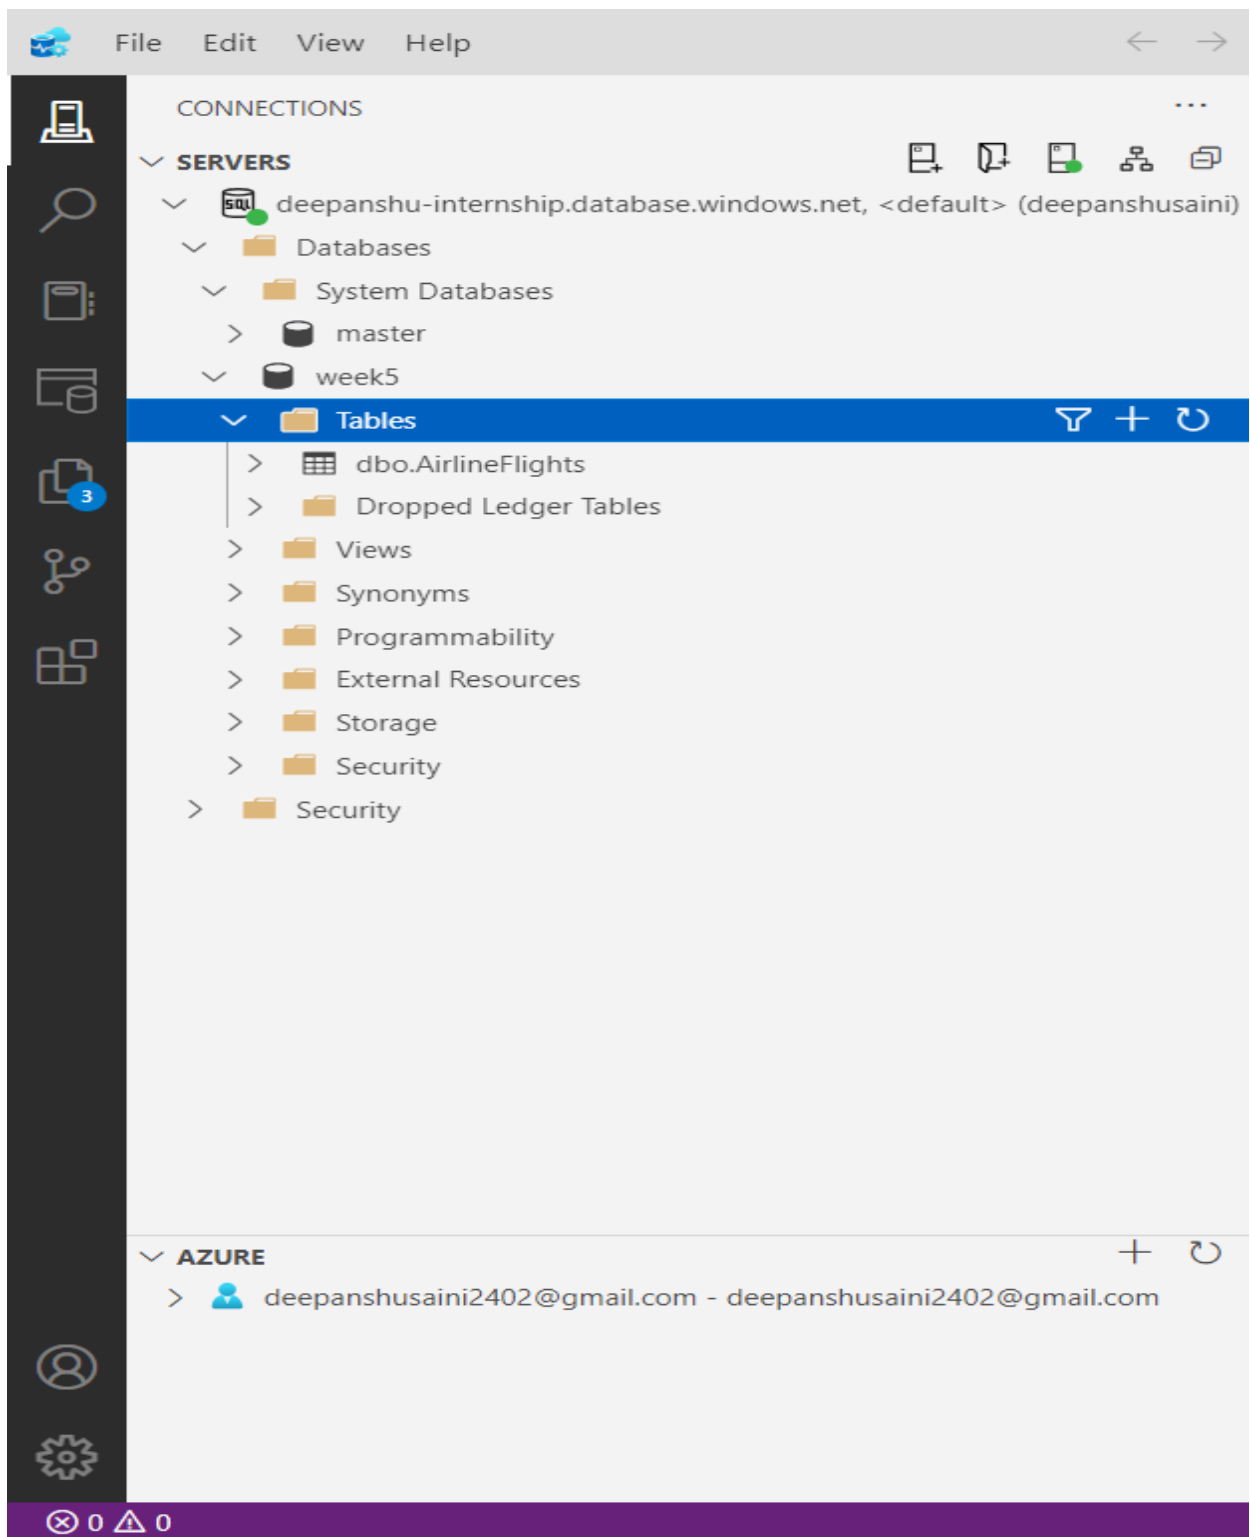 File Edit View Help
CONNECTIONS
SERVERS
SQL deepanshu-internship.database.windows.net, <default> (deepanshusaini)
Databases
System Databases
master
week5
Tables
dbo.AirlineFlights
Dropped Ledger Tables
3
Views
Synonyms
Programmability
External Resources
Storage
Security
Security
AZURE
deepanshusaini2402@gmail.com - deepanshusaini2402@gmail.com
0 0